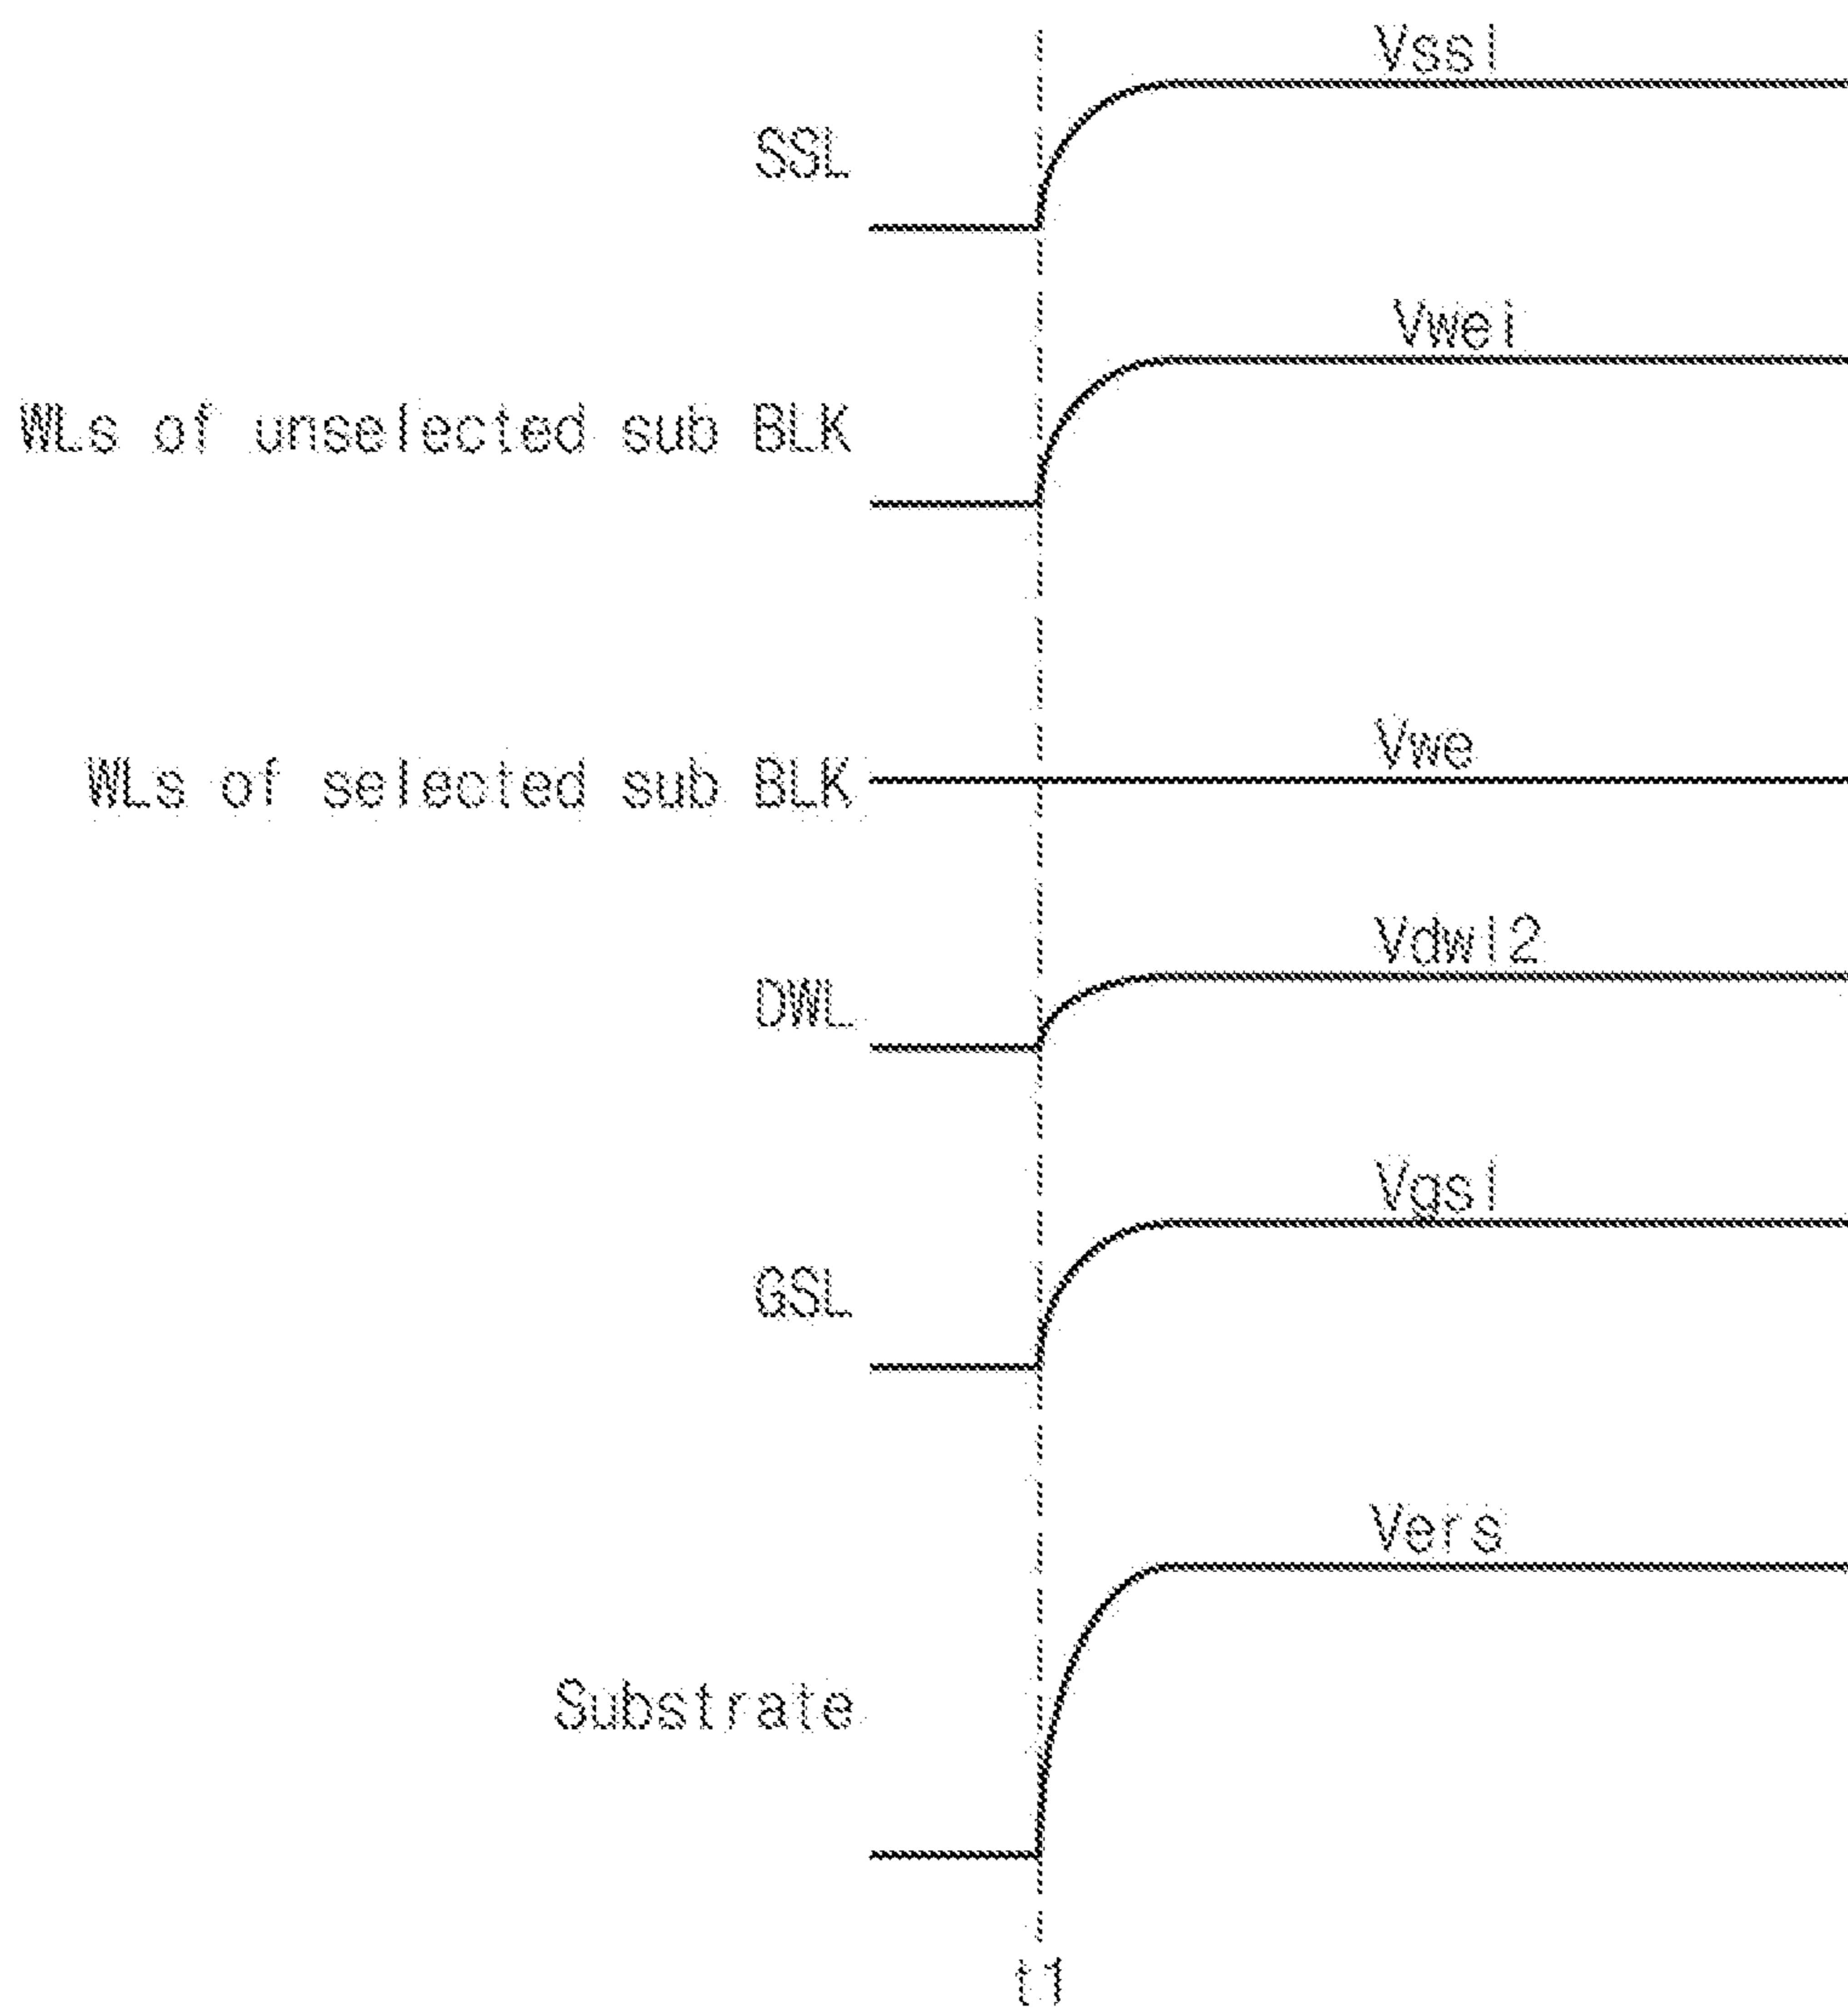 Vssl
SSL
Vwei
WLs of unselected sub BLK
Vwe
WLs of selected sub BLK
Vdwl2
DWL
Vgsl
GSL
Vers
Substrate
t1